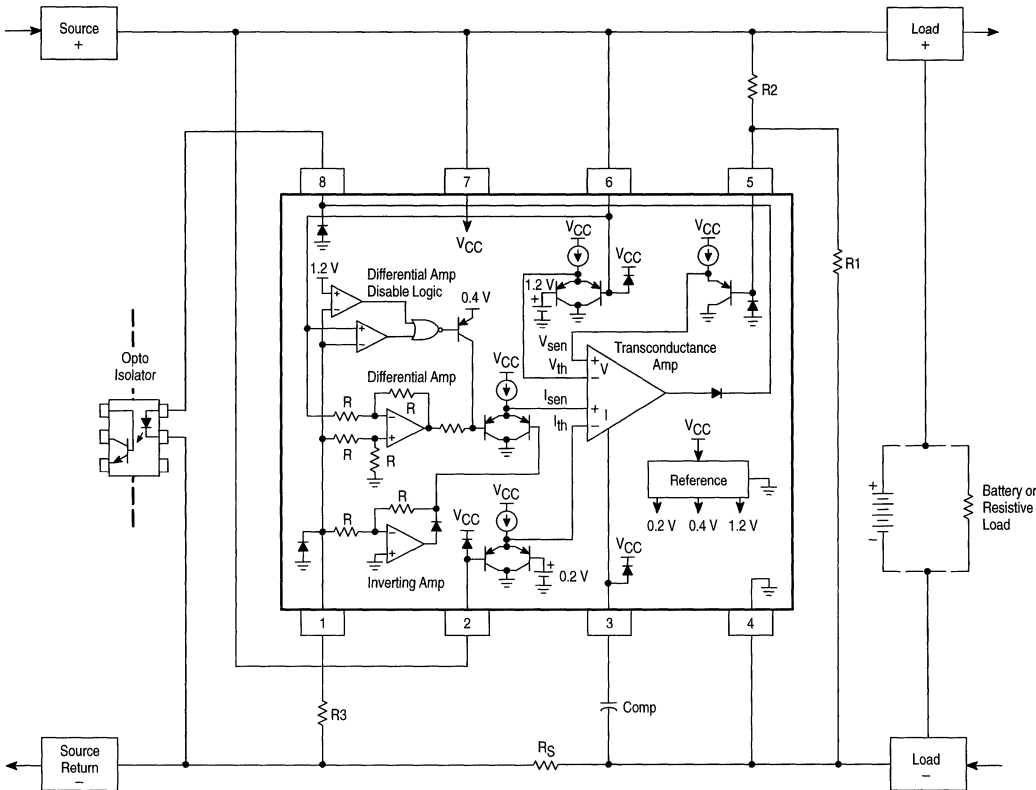 Source
+
Load
+
R2
8
7
6
5
VCC
VCC
VCC
VCC
R1
1.2 V
Differential Amp
Disable Logic
0.4 V
1.2 V
+
+
−
+
−
Vsen
Vth
Transconductance
Amp
+
V
−
Opto
Isolator
VCC
Differential Amp
R
R
−
+
R
R
Isen
Ith
+
I
−
VCC
Reference
0.2 V
0.4 V
1.2 V
+
−
Battery or
Resistive
Load
R
R
−
+
Inverting Amp
VCC
VCC
+
0.2 V
VCC
1
2
3
4
R3
Comp
RS
Source
Return
−
Load
−